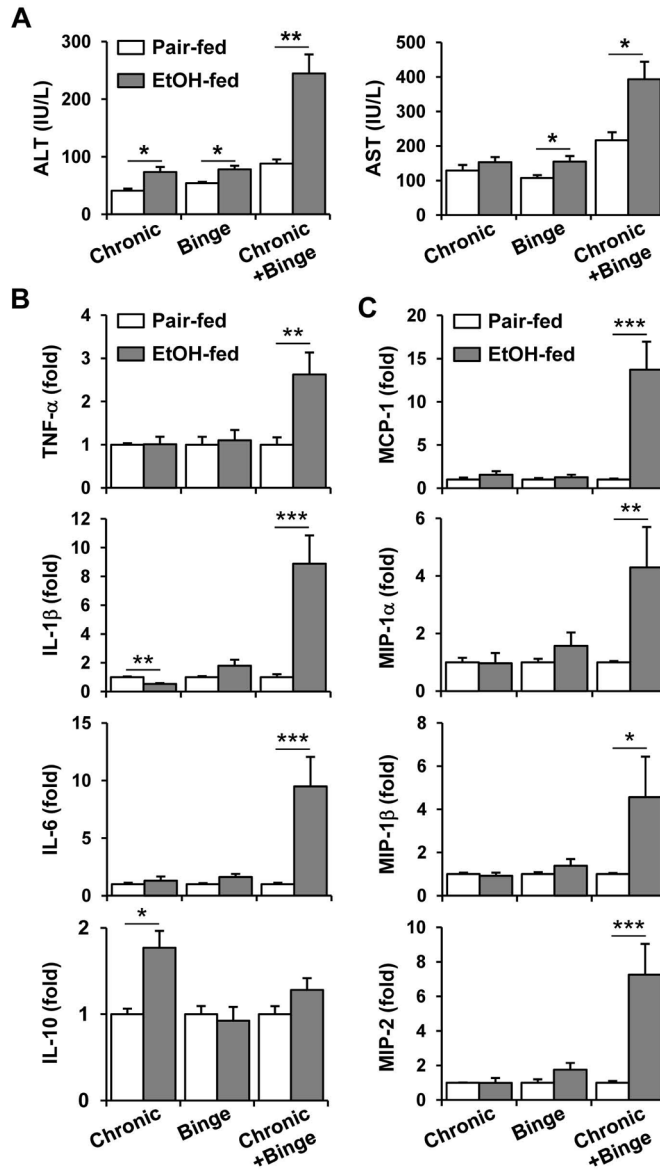 A
ALT (IU/L)
300
200
100
0
Pair-fed
EtOH-fed
*
*
**
Chronic
Binge
Chronic
+Binge
AST (IU/L)
500
400
300
200
100
0
*
*
Chronic
Binge
Chronic
+Binge
B
TNF-α (fold)
4
3
2
1
0
Pair-fed
EtOH-fed
**
IL-1β (fold)
12
10
8
6
4
2
0
**
***
IL-6 (fold)
15
10
5
0
***
IL-10 (fold)
2
1
0
*
Chronic
Binge
Chronic
+Binge
C
MCP-1 (fold)
20
15
10
5
0
Pair-fed
EtOH-fed
***
MIP-1α (fold)
6
4
2
0
**
MIP-1β (fold)
8
6
4
2
0
*
MIP-2 (fold)
10
8
6
4
2
0
***
Chronic
Binge
Chronic
+Binge